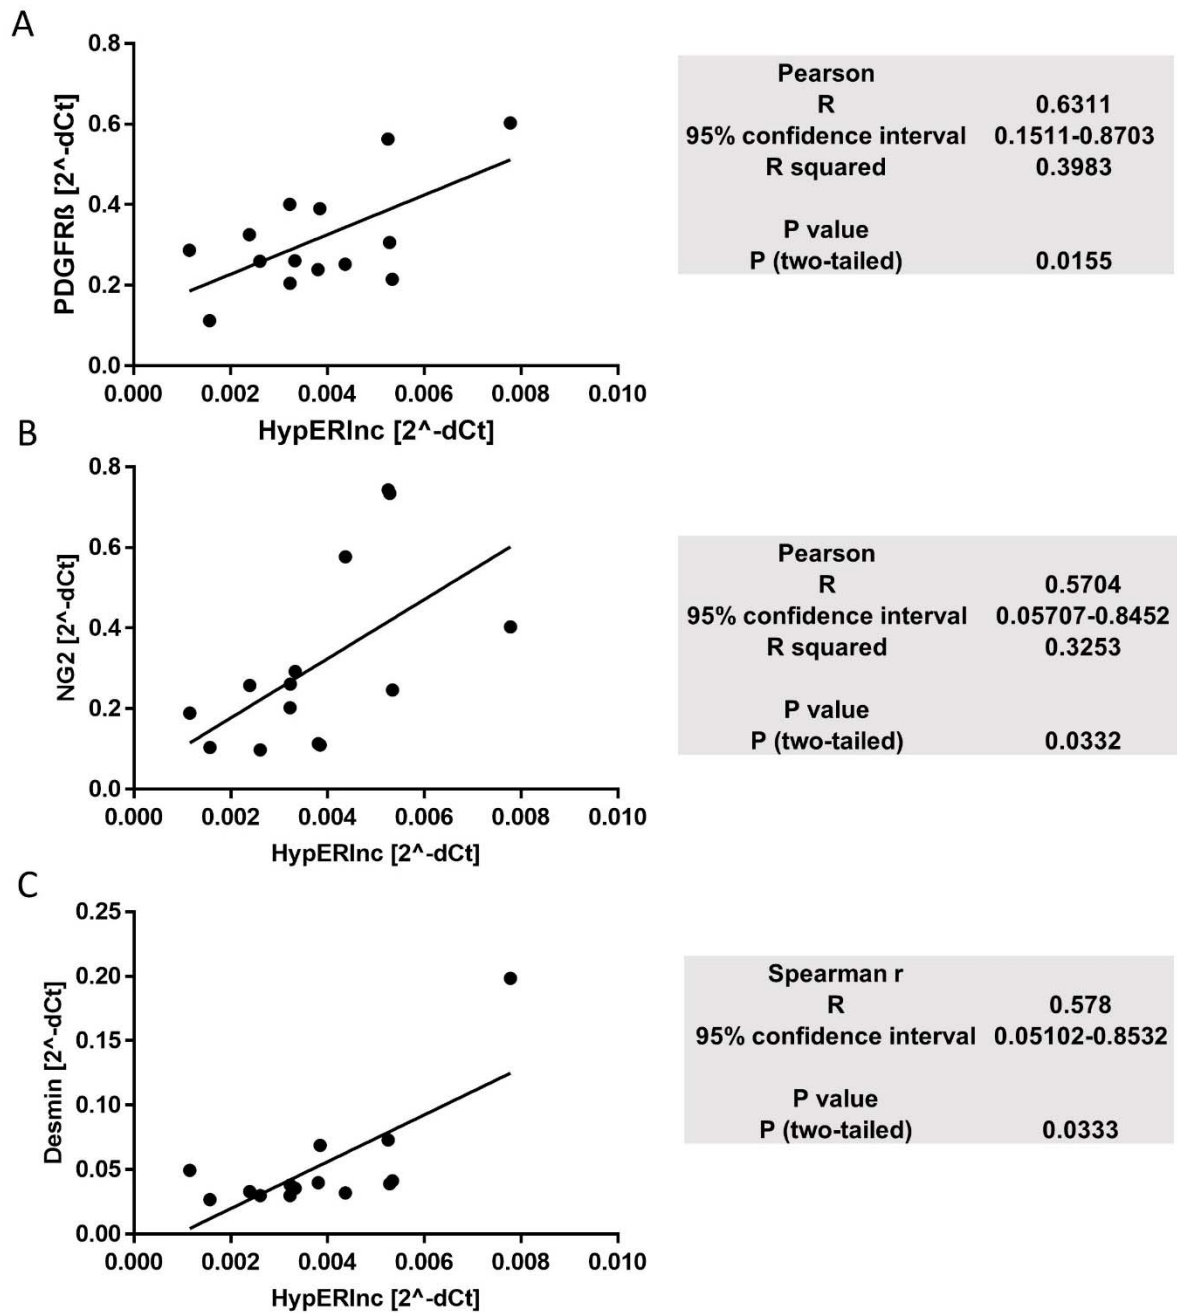 A
0.8
0.6
0.4
0.2
0.0
PDGFRß [2^-dCt]
0.000 0.002 0.004 0.006 0.008 0.010
HypERlnc [2^-dCt]
Pearson
R 0.6311
95% confidence interval 0.1511-0.8703
R squared 0.3983
P value
P (two-tailed) 0.0155
B
0.8
0.6
0.4
0.2
0.0
NG2 [2^-dCt]
0.000 0.002 0.004 0.006 0.008 0.010
HypERlnc [2^-dCt]
Pearson
R 0.5704
95% confidence interval 0.05707-0.8452
R squared 0.3253
P value
P (two-tailed) 0.0332
C
0.25
0.20
0.15
0.10
0.05
0.00
Desmin [2^-dCt]
0.000 0.002 0.004 0.006 0.008 0.010
HypERlnc [2^-dCt]
Spearman r
R 0.578
95% confidence interval 0.05102-0.8532
P value
P (two-tailed) 0.0333